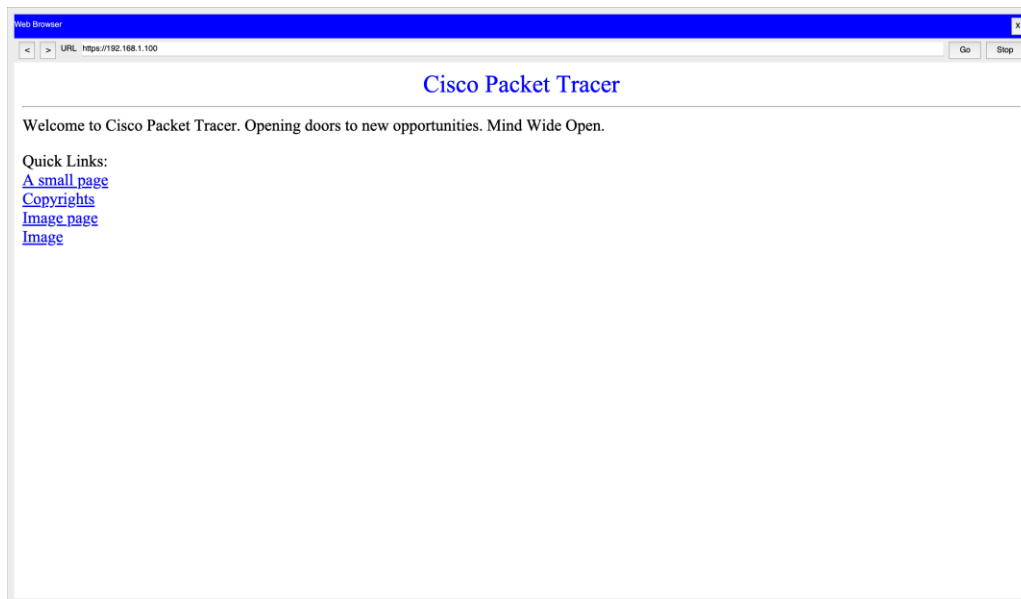 Web Browser
X
< > URL https://192.168.1.100 Go Stop
Cisco Packet Tracer
Welcome to Cisco Packet Tracer. Opening doors to new opportunities. Mind Wide Open.
Quick Links:
A small page
Copyrights
Image page
Image